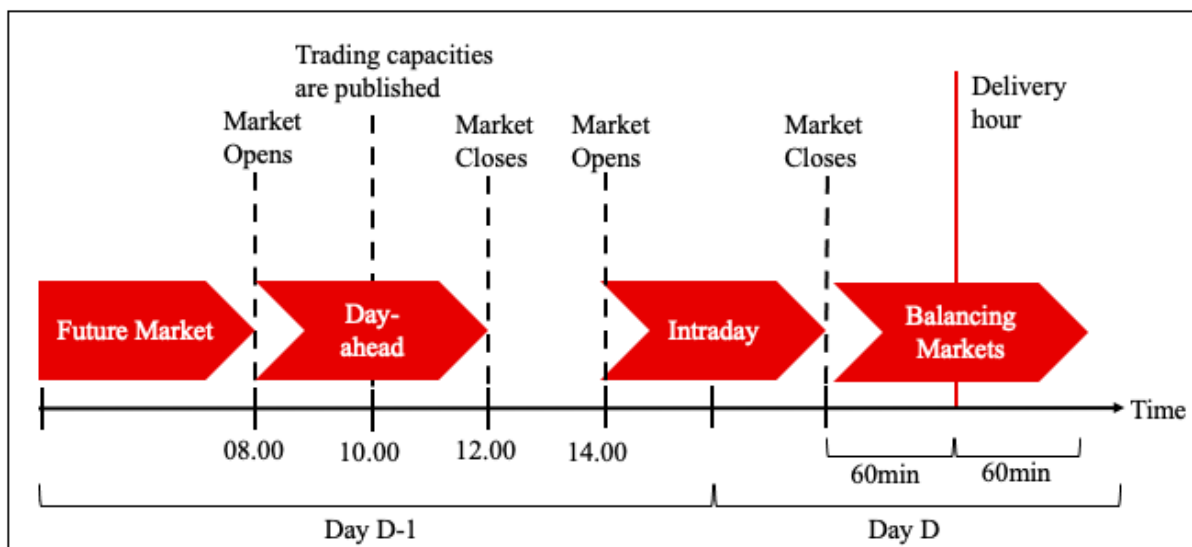 Trading capacities
are published
Market
Opens
Market
Closes
Market
Opens
Market
Closes
Delivery
hour
Future Market
Day-
ahead
Intraday
Balancing
Markets
Time
08.00
10.00
12.00
14.00
60min
60min
Day D-1
Day D